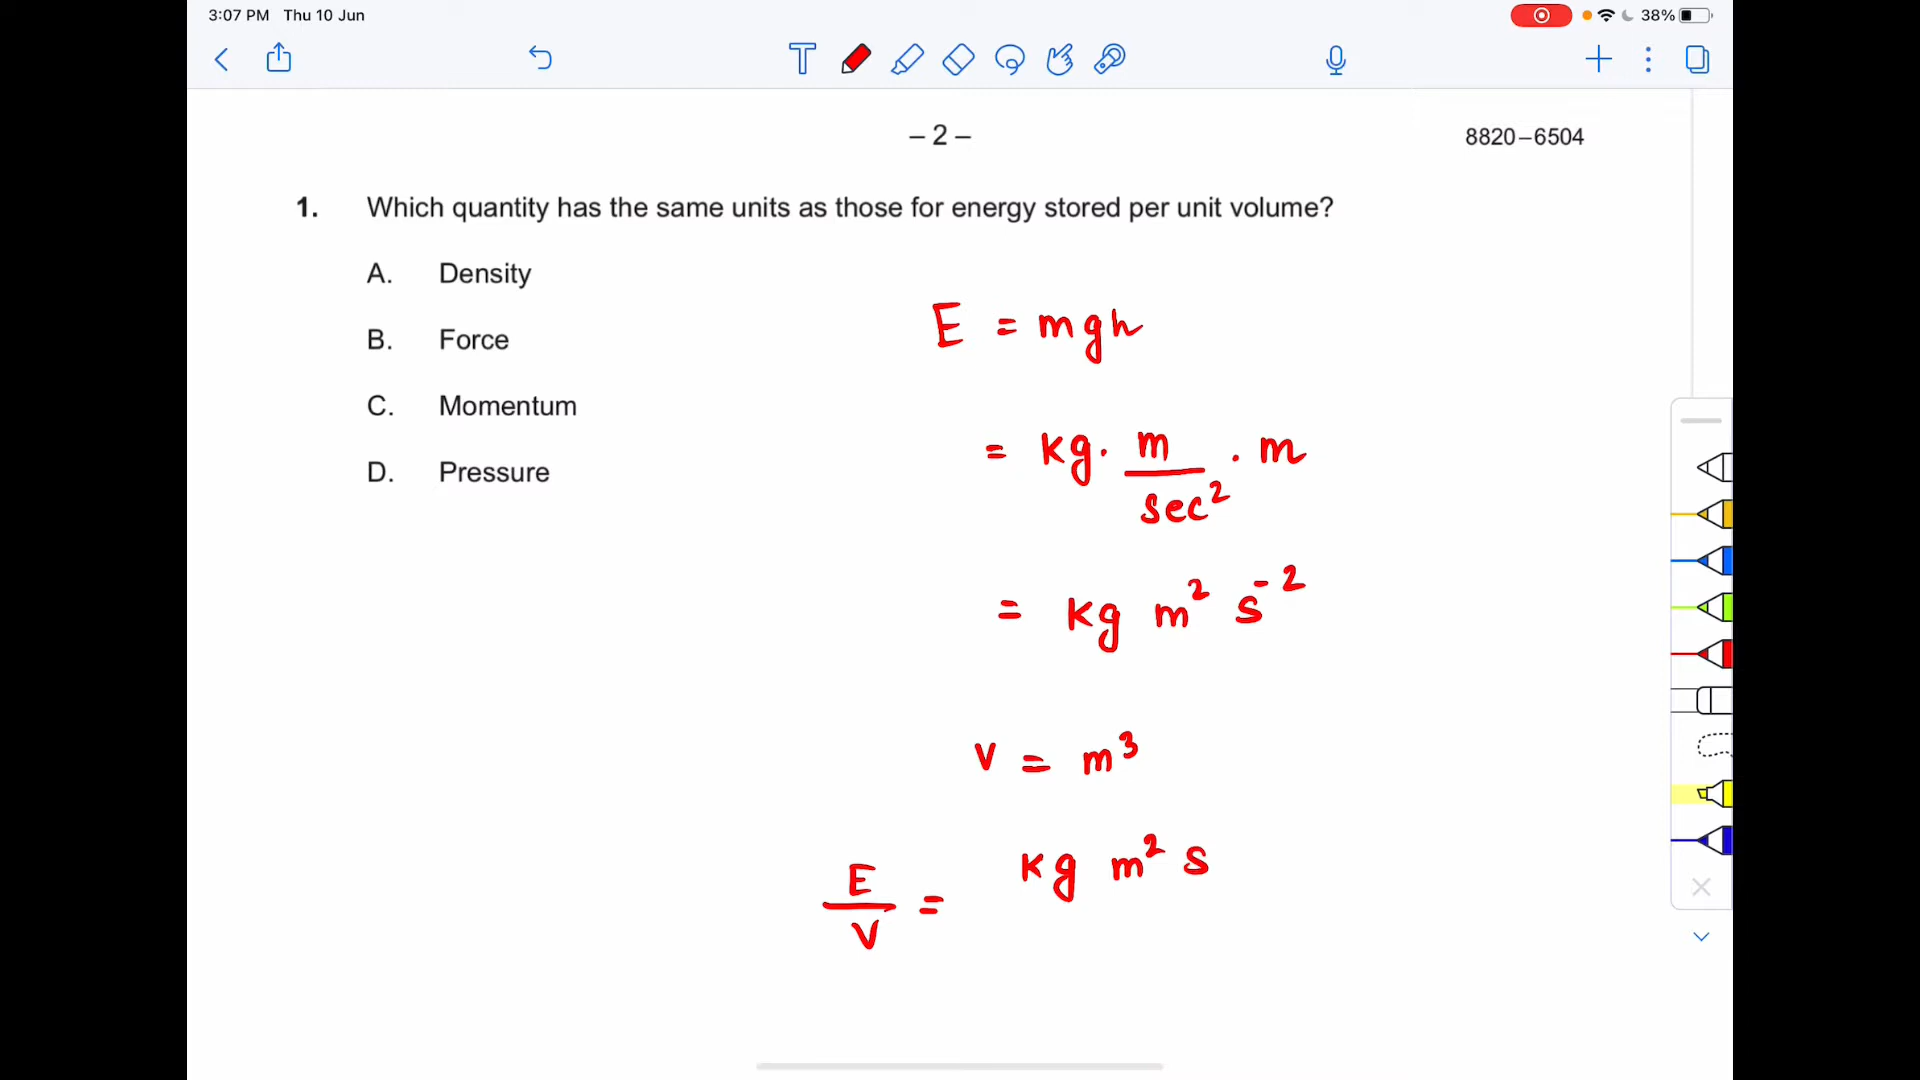 3:07 PM Thu 10 Jun
38%
– 2 –
8820–6504
1. Which quantity has the same units as those for energy stored per unit volume?
A. Density
B. Force
C. Momentum
D. Pressure
E = mgh
= kg. m/sec² . m
= kg m² s⁻²
V = m³
E/V = kg m² s